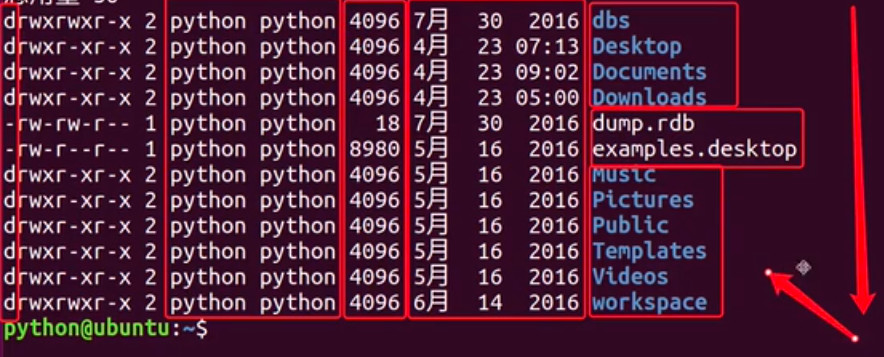 drwxrwxr-x 2 python python 4096 7月 30 2016 dbs
drwxr-xr-x 2 python python 4096 4月 23 07:13 Desktop
drwxr-xr-x 2 python python 4096 4月 23 09:02 Documents
drwxr-xr-x 2 python python 4096 4月 23 05:00 Downloads
-rw-rw-r-- 1 python python 18 7月 30 2016 dump.rdb
-rw-r--r-- 1 python python 8980 5月 16 2016 examples.desktop
drwxr-xr-x 2 python python 4096 5月 16 2016 Music
drwxr-xr-x 2 python python 4096 5月 16 2016 Pictures
drwxr-xr-x 2 python python 4096 5月 16 2016 Public
drwxr-xr-x 2 python python 4096 5月 16 2016 Templates
drwxr-xr-x 2 python python 4096 5月 16 2016 Videos
drwxrwxr-x 2 python python 4096 6月 14 2016 workspace
python@ubuntu:~$